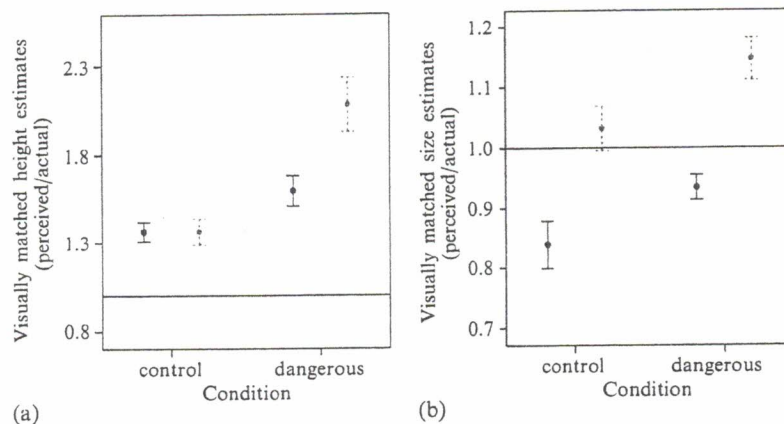 Visually matched height estimates
(perceived/actual)
2.3
1.8
1.3
0.8
control
dangerous
Condition
(a)
Visually matched size estimates
(perceived/actual)
1.2
1.1
1.0
0.9
0.8
0.7
control
dangerous
Condition
(b)